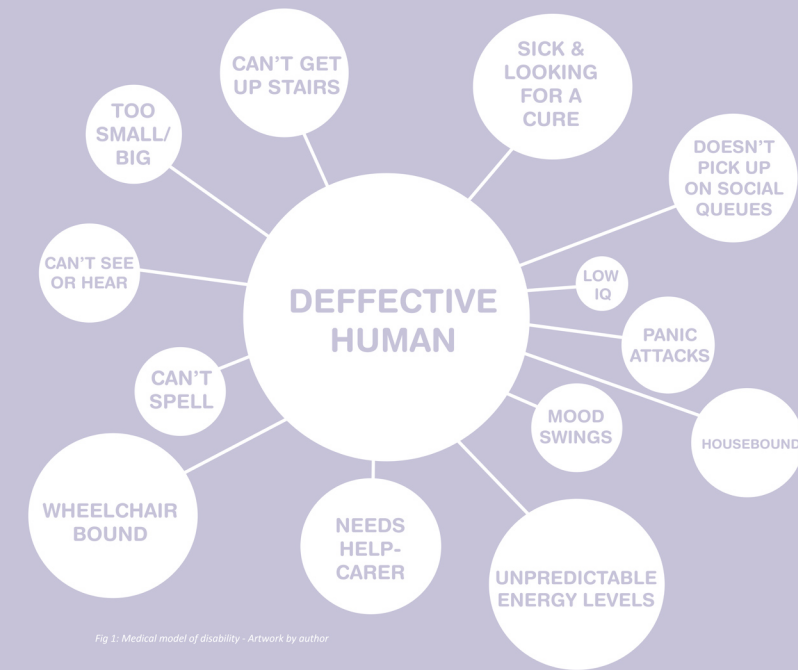 CAN'T GET
UP STAIRS
SICK &
LOOKING
FOR A
CURE
TOO
SMALL/
BIG
DOESN'T
PICK UP
ON SOCIAL
QUEUES
CAN'T SEE
OR HEAR
LOW
IQ
DEFFECTIVE
HUMAN
PANIC
ATTACKS
CAN'T
SPELL
MOOD
SWINGS
HOUSEBOUND
WHEELCHAIR
BOUND
NEEDS
HELP-
CARER
UNPREDICTABLE
ENERGY LEVELS
Fig 1: Medical model of disability - Artwork by author